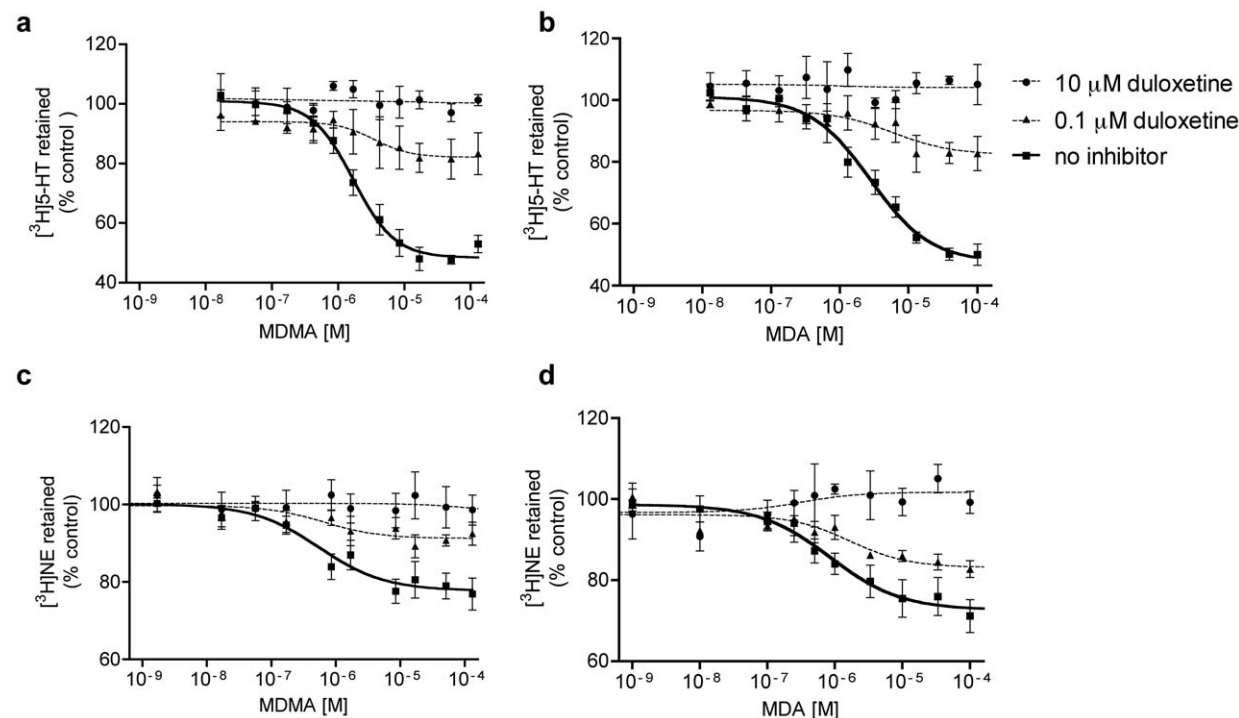 a
120
100
80
60
40
[³H]5-HT retained
(% control )
10⁻⁹ 10⁻⁸ 10⁻⁷ 10⁻⁶ 10⁻⁵ 10⁻⁴
MDMA [M]
b
120
100
80
60
40
[³H]5-HT retained
(% control)
10⁻⁹ 10⁻⁸ 10⁻⁷ 10⁻⁶ 10⁻⁵ 10⁻⁴
MDA [M]
10 μM duloxetine
0.1 μM duloxetine
no inhibitor
c
120
100
80
60
[³H]NE retained
(% control)
10⁻⁹ 10⁻⁸ 10⁻⁷ 10⁻⁶ 10⁻⁵ 10⁻⁴
MDMA [M]
d
120
100
80
60
[³H]NE retained
(% control)
10⁻⁹ 10⁻⁸ 10⁻⁷ 10⁻⁶ 10⁻⁵ 10⁻⁴
MDA [M]